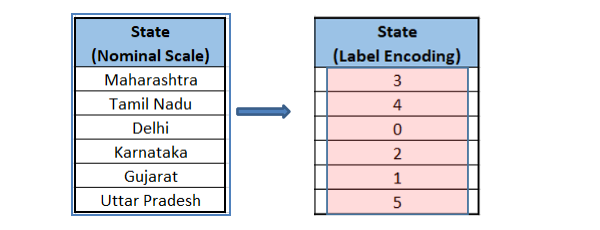 State
(Nominal Scale)
Maharashtra
Tamil Nadu
Delhi
Karnataka
Gujarat
Uttar Pradesh
State
(Label Encoding)
3
4
0
2
1
5